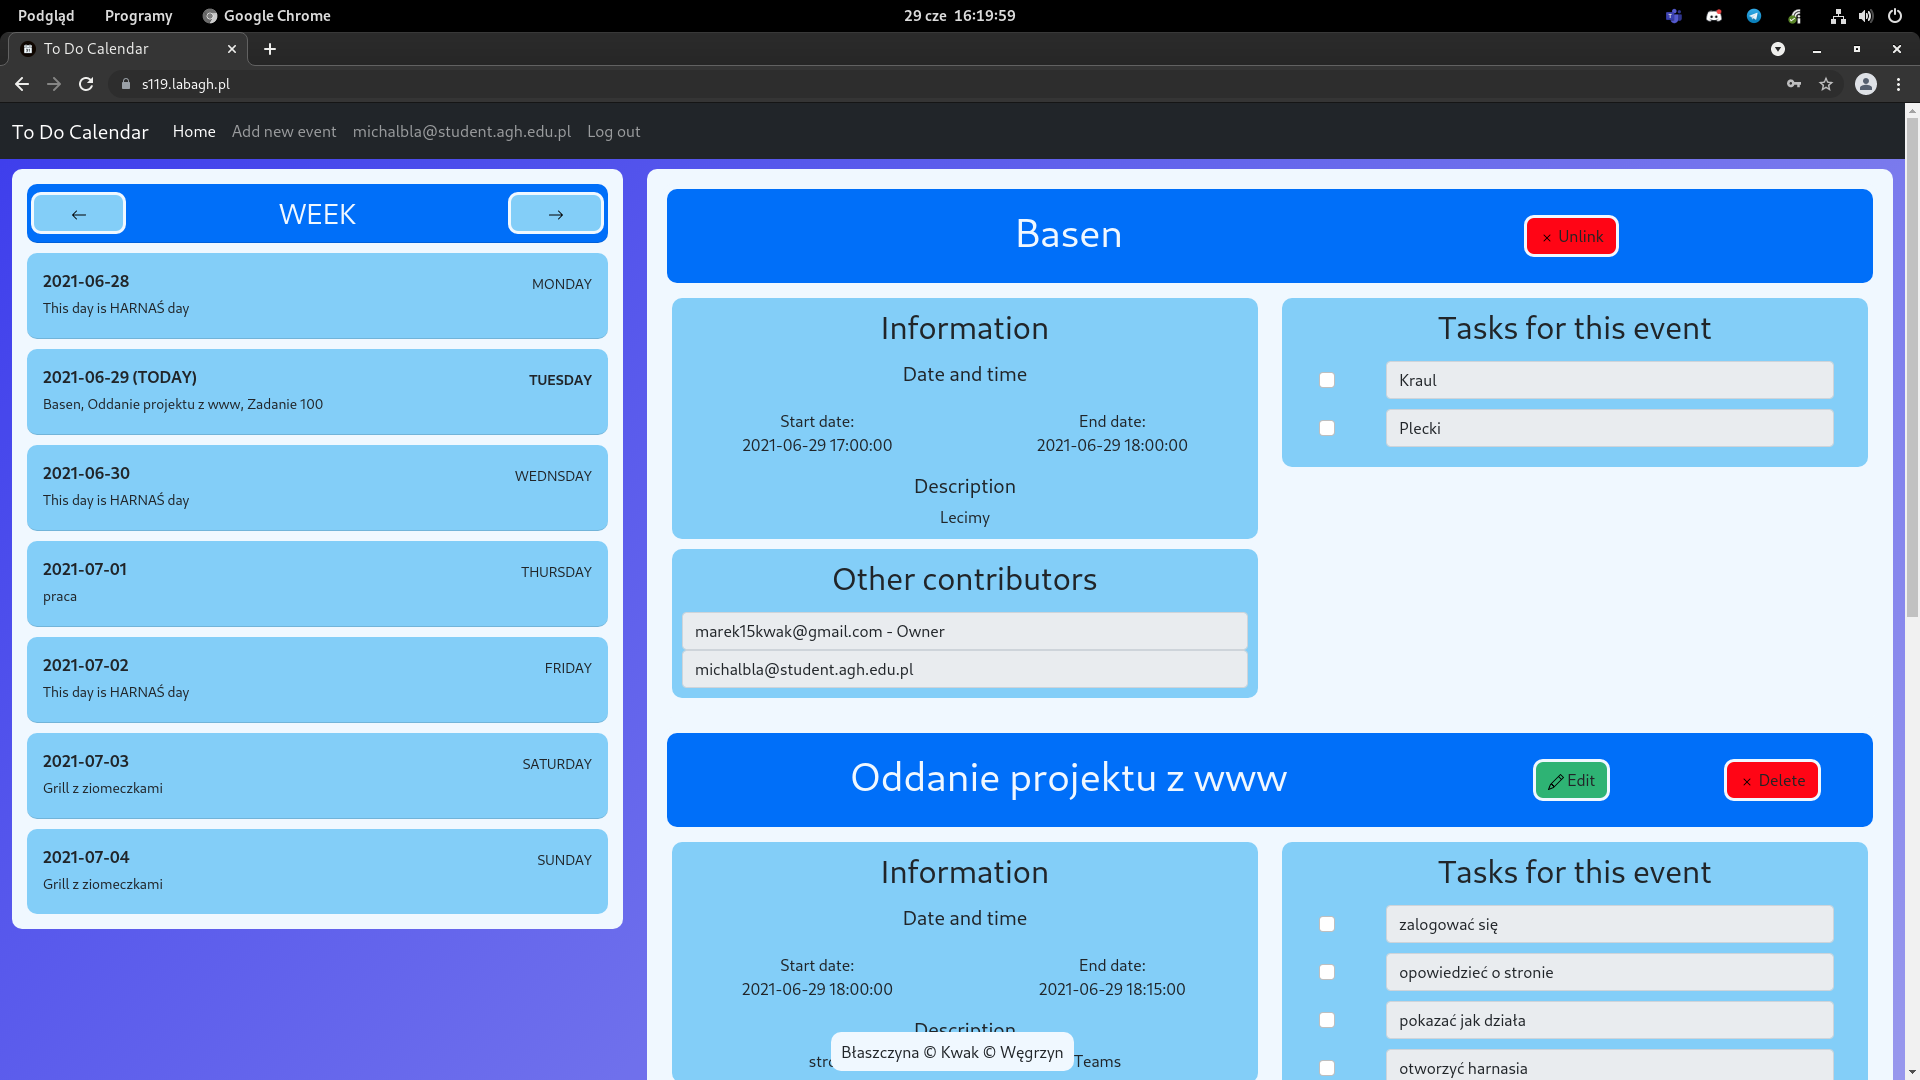 Podgląd Programy Google Chrome 29 cze 16:19:59
To Do Calendar
s119.labagh.pl
To Do Calendar Home Add new event michalbla@student.agh.edu.pl Log out
← WEEK →
2021-06-28 MONDAY
This day is HARNAŚ day
2021-06-29 (TODAY) TUESDAY
Basen, Oddanie projektu z www, Zadanie 100
2021-06-30 WEDNSDAY
This day is HARNAŚ day
2021-07-01 THURSDAY
praca
2021-07-02 FRIDAY
This day is HARNAŚ day
2021-07-03 SATURDAY
Grill z ziomeczkami
2021-07-04 SUNDAY
Grill z ziomeczkami
Basen × Unlink
Information
Date and time
Start date: End date:
2021-06-29 17:00:00 2021-06-29 18:00:00
Description
Lecimy
Tasks for this event
Kraul
Plecki
Other contributors
marek15kwak@gmail.com - Owner
michalbla@student.agh.edu.pl
Oddanie projektu z www Edit × Delete
Information
Date and time
Start date: End date:
2021-06-29 18:00:00 2021-06-29 18:15:00
Description
Teams
Tasks for this event
zalogować się
opowiedzieć o stronie
pokazać jak działa
otworzyć harnasia
Błaszczyna © Kwak © Węgrzyn